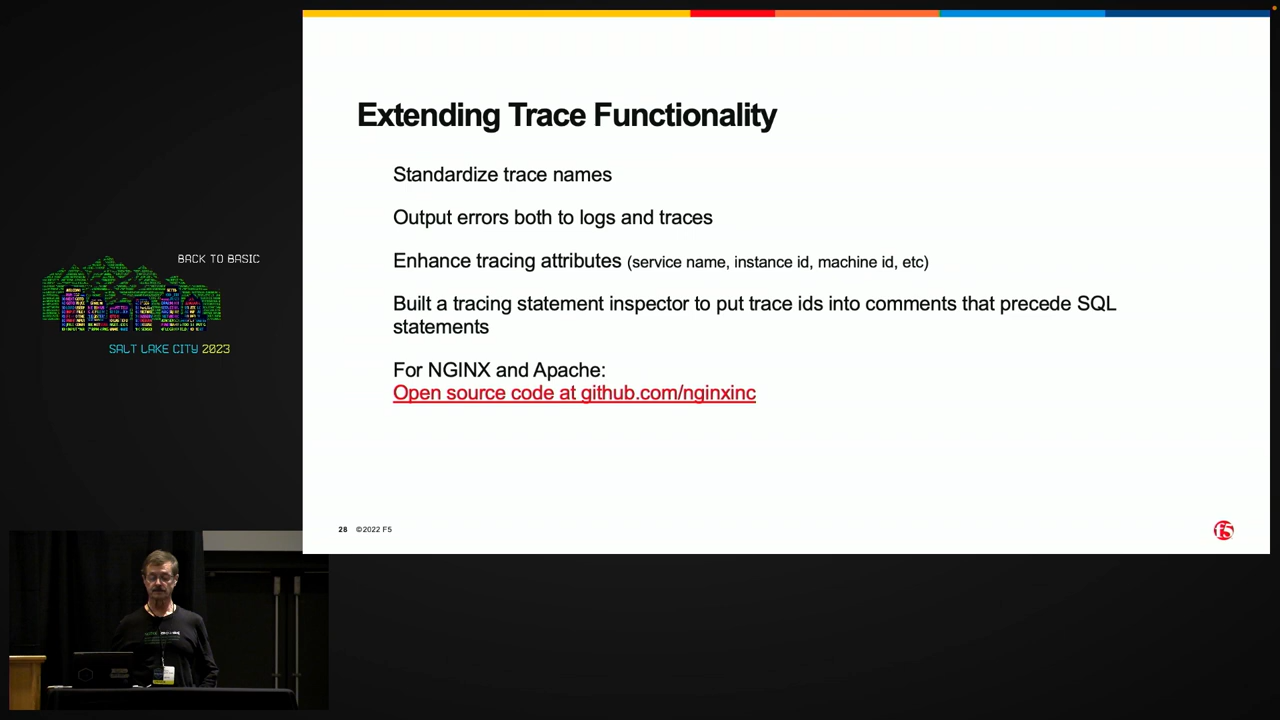 Extending Trace Functionality
Standardize trace names
Output errors both to logs and traces
Enhance tracing attributes (service name, instance id, machine id, etc)
Built a tracing statement inspector to put trace ids into comments that precede SQL
statements
For NGINX and Apache:
Open source code at github.com/nginxinc
28 ©2022 F5
f5
BACK TO BASIC
SALT LAKE CITY 2023